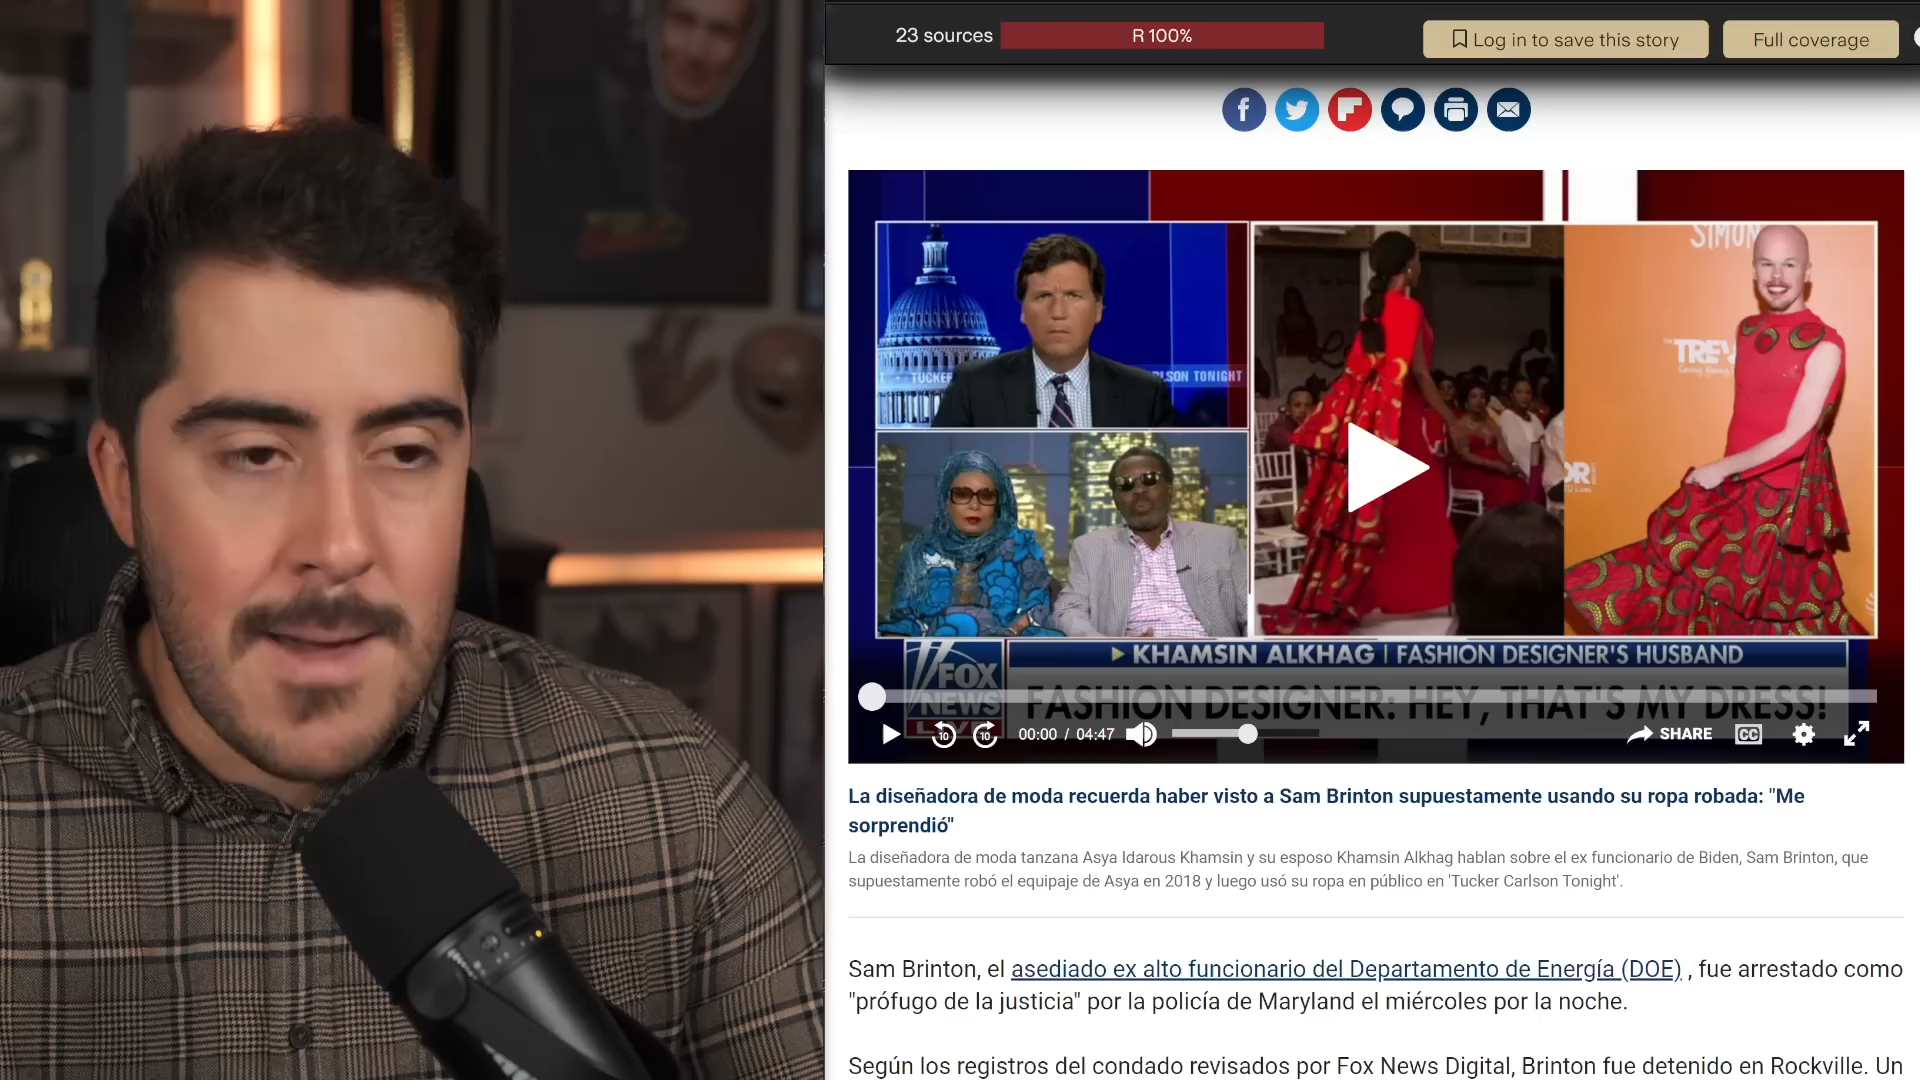 23 sources
R 100%
Log in to save this story
Full coverage
SIMON
TUCKER
LSON TONIGHT
THE
TREV
OR
KHAMSIN ALKHAG | FASHION DESIGNER'S HUSBAND
FOX
NEWS
FASHION DESIGNER: HEY, THAT'S MY DRESS!
10
10
00:00 / 04:47
SHARE
CC
La diseñadora de moda recuerda haber visto a Sam Brinton supuestamente usando su ropa robada: "Me
sorprendió"
La diseñadora de moda tanzana Asya Idarous Khamsin y su esposo Khamsin Alkhag hablan sobre el ex funcionario de Biden, Sam Brinton, que
supuestamente robó el equipaje de Asya en 2018 y luego usó su ropa en público en 'Tucker Carlson Tonight'.
Sam Brinton, el asediado ex alto funcionario del Departamento de Energía (DOE) , fue arrestado como
"prófugo de la justicia" por la policía de Maryland el miércoles por la noche.
Según los registros del condado revisados por Fox News Digital, Brinton fue detenido en Rockville. Un